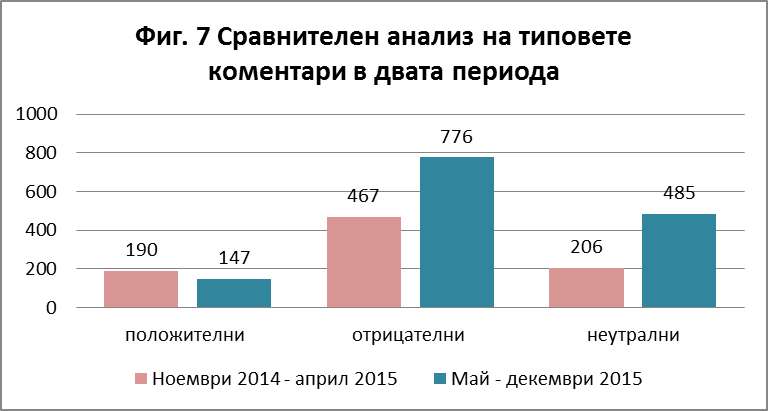 Фиг. 7 Сравнителен анализ на типовете
коментари в двата периода
1000
800
600
400
200
0
190
147
467
776
206
485
положителни
отрицателни
неутрални
Ноември 2014 - април 2015
Май - декември 2015